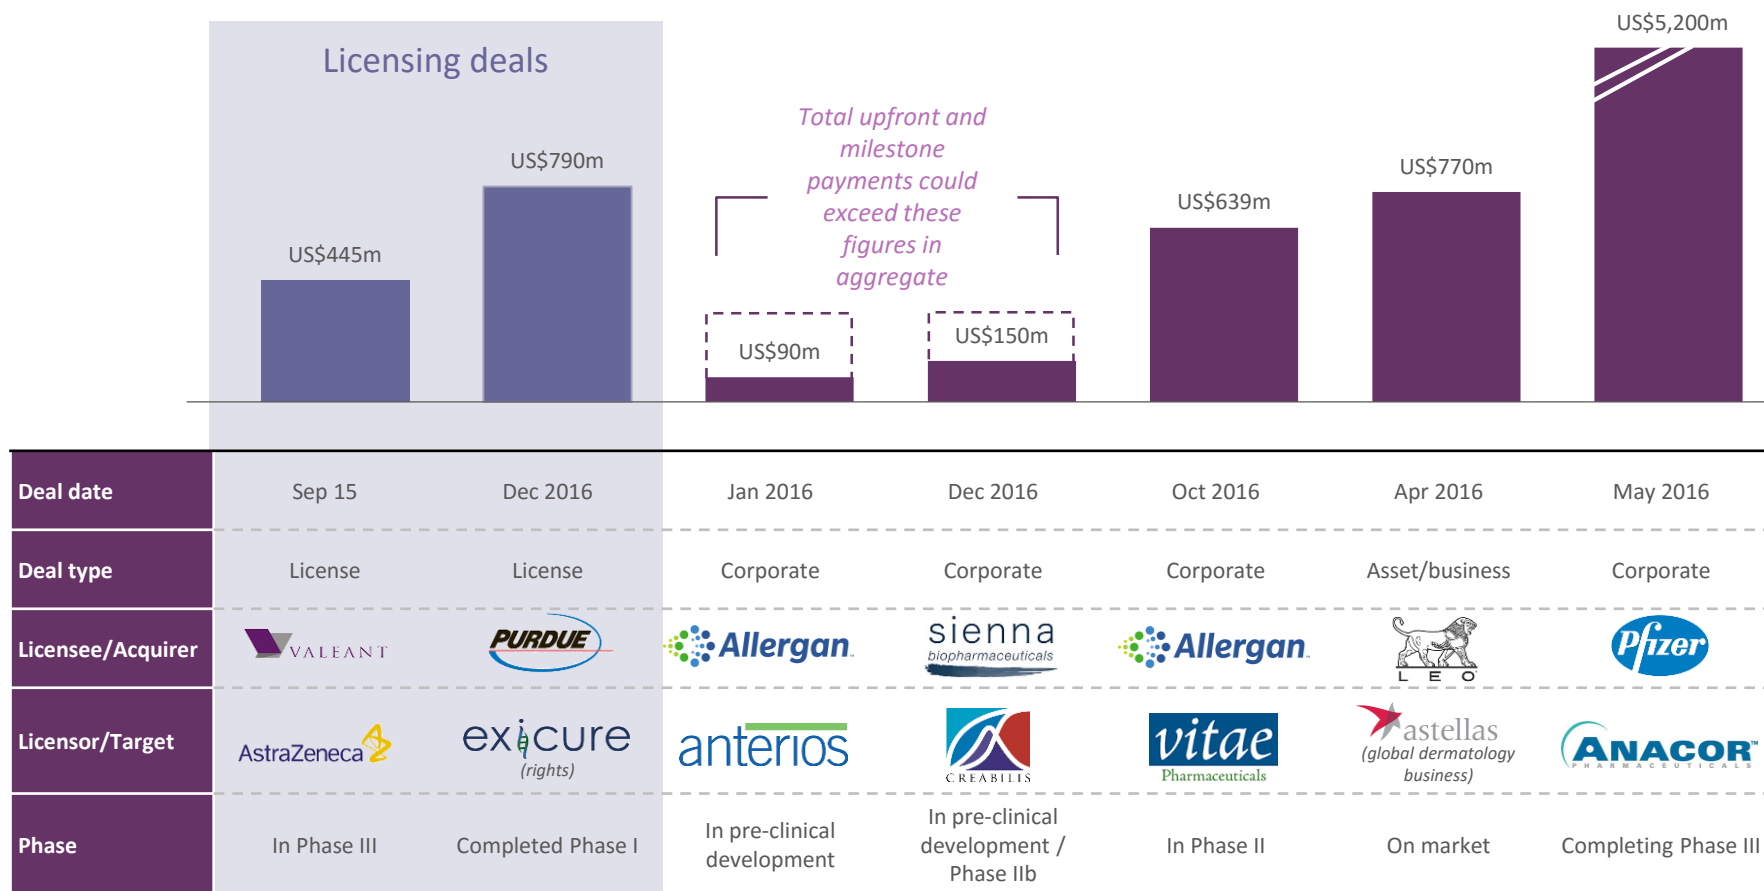 Licensing deals
US$5,200m
Total upfront and
milestone
payments could
exceed these
figures in
aggregate
US$790m
US$770m
US$639m
US$445m
US$150m
US$90m
Deal date
Sep 15
Dec 2016
Jan 2016
Dec 2016
Oct 2016
Apr 2016
May 2016
Deal type
License
License
Corporate
Corporate
Corporate
Asset/business
Corporate
Licensee/Acquirer
VALEANT
PURDUE
Allergan
sienna
biopharmaceuticals
Allergan
LEO
Pfizer
Licensor/Target
AstraZeneca
exicure
(rights)
anterios
CREABILIS
vitae
Pharmaceuticals
astellas
(global dermatology
business)
ANACOR™
PHARMACEUTICALS
Phase
In Phase III
Completed Phase I
In pre-clinical
development
In pre-clinical
development /
Phase IIb
In Phase II
On market
Completing Phase III